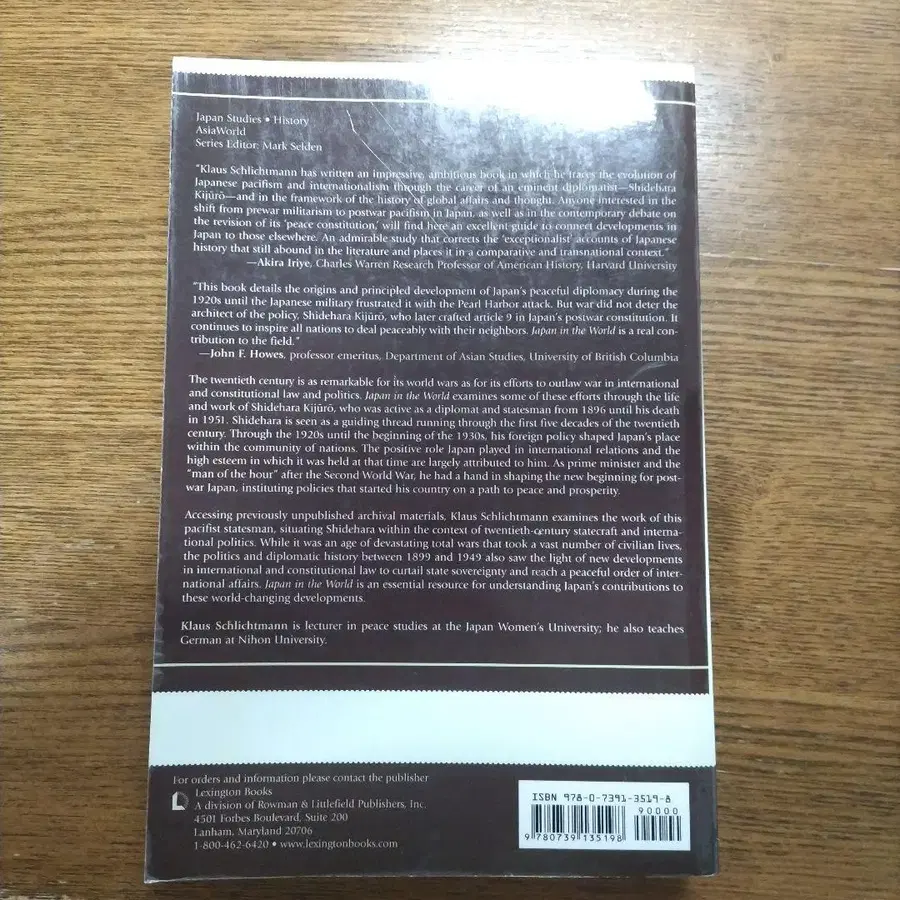 Japan Studies • History
AsiaWorld
Series Editor: Mark Selden
"Klaus Schlichtmann has written an impressive, ambitious book in which he traces the evolution of
Japanese pacifism and internationalism through the career of an eminent diplomatist—Shidehara
Kijūrō—and in the framework of the history of global affairs and thought. Anyone interested in the
shift from prewar militarism to postwar pacifism in Japan, as well as in the contemporary debate on
the revision of its 'peace constitution,' will find here an excellent guide to connect developments in
Japan to those elsewhere. An admirable study that corrects the 'exceptionalist' accounts of Japanese
history that still abound in the literature and places it in a comparative and transnational context."
—Akira Iriye, Charles Warren Research Professor of American History, Harvard University
"This book details the origins and principled development of Japan's peaceful diplomacy during the
1920s until the Japanese military frustrated it with the Pearl Harbor attack. But war did not deter the
architect of the policy, Shidehara Kijūrō, who later crafted article 9 in Japan's postwar constitution. It
continues to inspire all nations to deal peaceably with their neighbors. Japan in the World is a real con-
tribution to the field."
—John F. Howes, professor emeritus, Department of Asian Studies, University of British Columbia
The twentieth century is as remarkable for its world wars as for its efforts to outlaw war in international
and constitutional law and politics. Japan in the World examines some of these efforts through the life
and work of Shidehara Kijūrō, who was active as a diplomat and statesman from 1896 until his death
in 1951. Shidehara is seen as a guiding thread running through the first five decades of the twentieth
century. Through the 1920s until the beginning of the 1930s, his foreign policy shaped Japan's place
within the community of nations. The positive role Japan played in international relations and the
high esteem in which it was held at that time are largely attributed to him. As prime minister and the
"man of the hour" after the Second World War, he had a hand in shaping the new beginning for post-
war Japan, instituting policies that started his country on a path to peace and prosperity.
Accessing previously unpublished archival materials, Klaus Schlichtmann examines the work of this
pacifist statesman, situating Shidehara within the context of twentieth-century statecraft and interna-
tional politics. While it was an age of devastating total wars that took a vast number of civilian lives,
the politics and diplomatic history between 1899 and 1949 also saw the light of new developments
in international and constitutional law to curtail state sovereignty and reach a peaceful order of inter-
national affairs. Japan in the World is an essential resource for understanding Japan's contributions to
these world-changing developments.
Klaus Schlichtmann is lecturer in peace studies at the Japan Women's University; he also teaches
German at Nihon University.
For orders and information please contact the publisher
Lexington Books
A division of Rowman & Littlefield Publishers, Inc.
4501 Forbes Boulevard, Suite 200
Lanham, Maryland 20706
1-800-462-6420 • www.lexingtonbooks.com
ISBN 978-0-7391-3519-8
90000
9 780739 135198